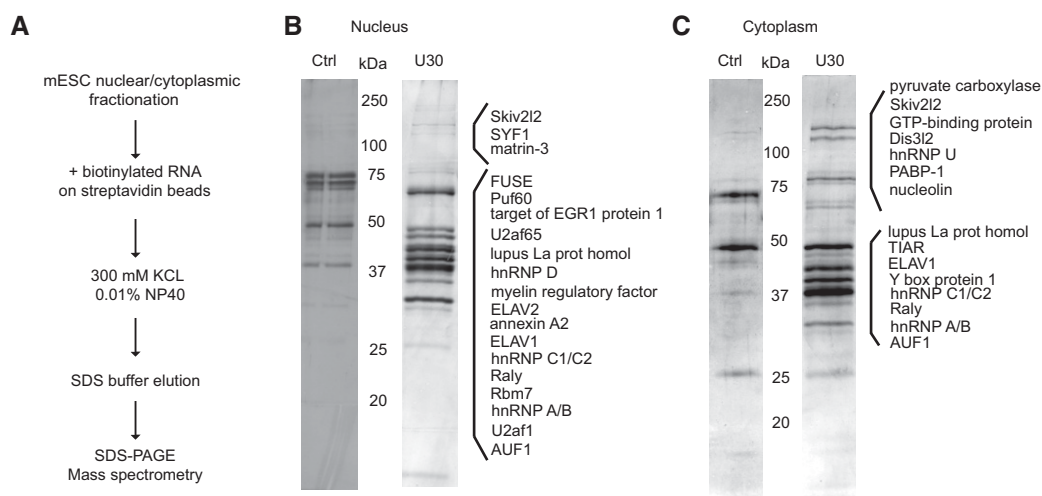 A
mESC nuclear/cytoplasmic
fractionation
+ biotinylated RNA
on streptavidin beads
300 mM KCL
0.01% NP40
SDS buffer elution
SDS-PAGE
Mass spectrometry
B
Nucleus
Ctrl
kDa
U30
250
100
75
50
37
25
20
Skiv2l2
SYF1
matrin-3
FUSE
Puf60
target of EGR1 protein 1
U2af65
lupus La prot homol
hnRNP D
myelin regulatory factor
ELAV2
annexin A2
ELAV1
hnRNP C1/C2
Raly
Rbm7
hnRNP A/B
U2af1
AUF1
C
Cytoplasm
Ctrl
kDa
U30
250
100
75
50
37
25
20
pyruvate carboxylase
Skiv2l2
GTP-binding protein
Dis3l2
hnRNP U
PABP-1
nucleolin
lupus La prot homol
TIAR
ELAV1
Y box protein 1
hnRNP C1/C2
Raly
hnRNP A/B
AUF1